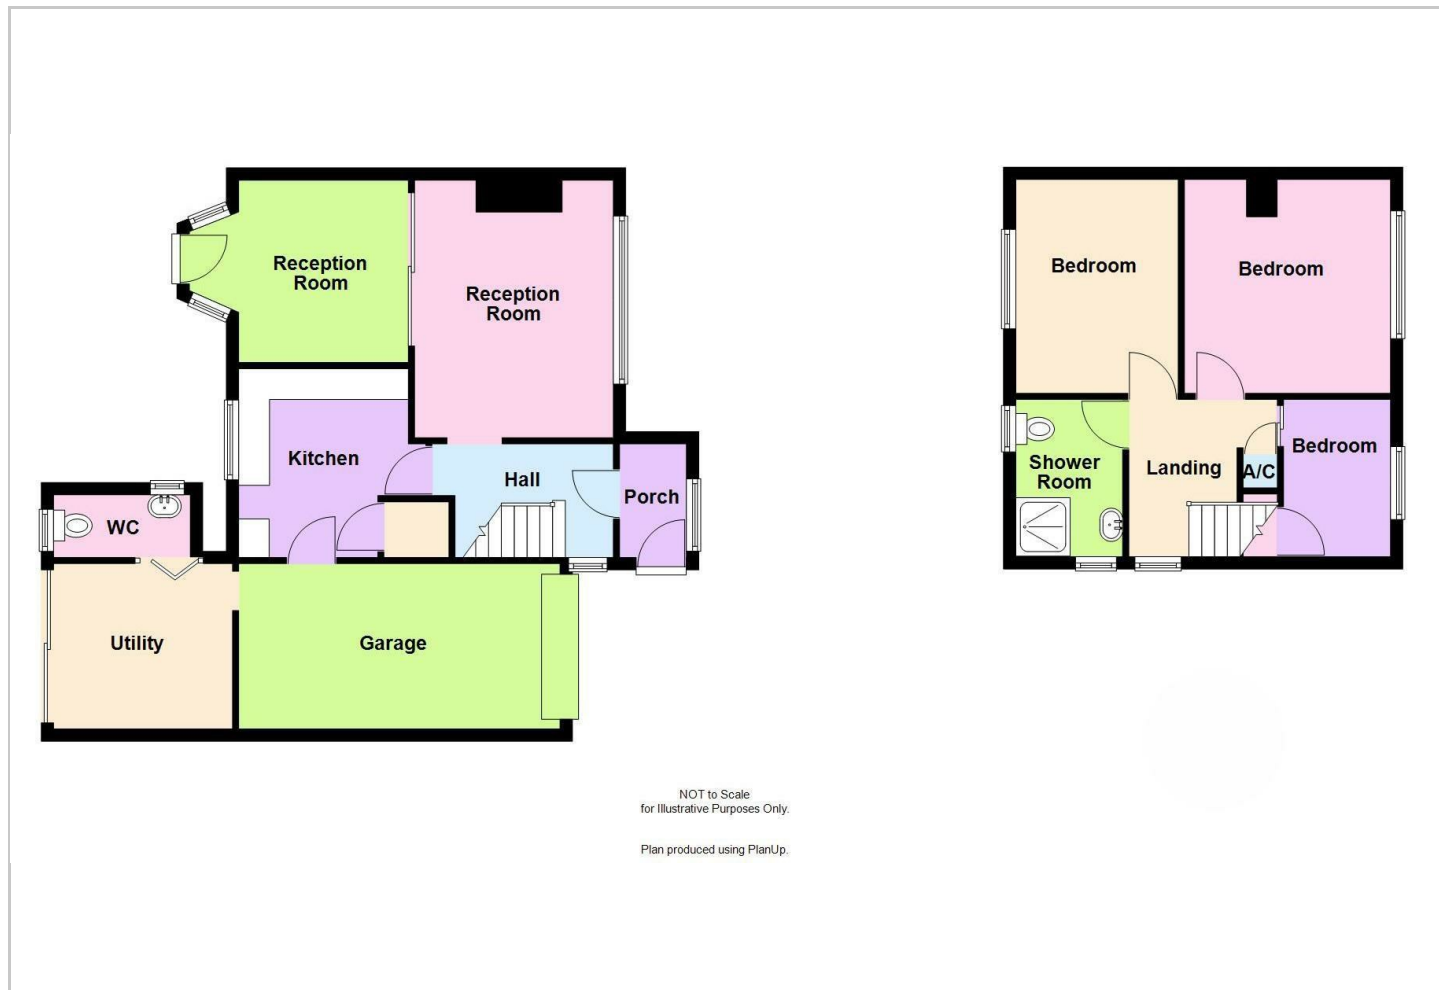 Reception
Room
Reception
Room
Kitchen
Hall
Porch
WC
Utility
Garage
Bedroom
Bedroom
Bedroom
Shower
Room
Landing
A/C
NOT to Scale
for Illustrative Purposes Only.
Plan produced using PlanUp.